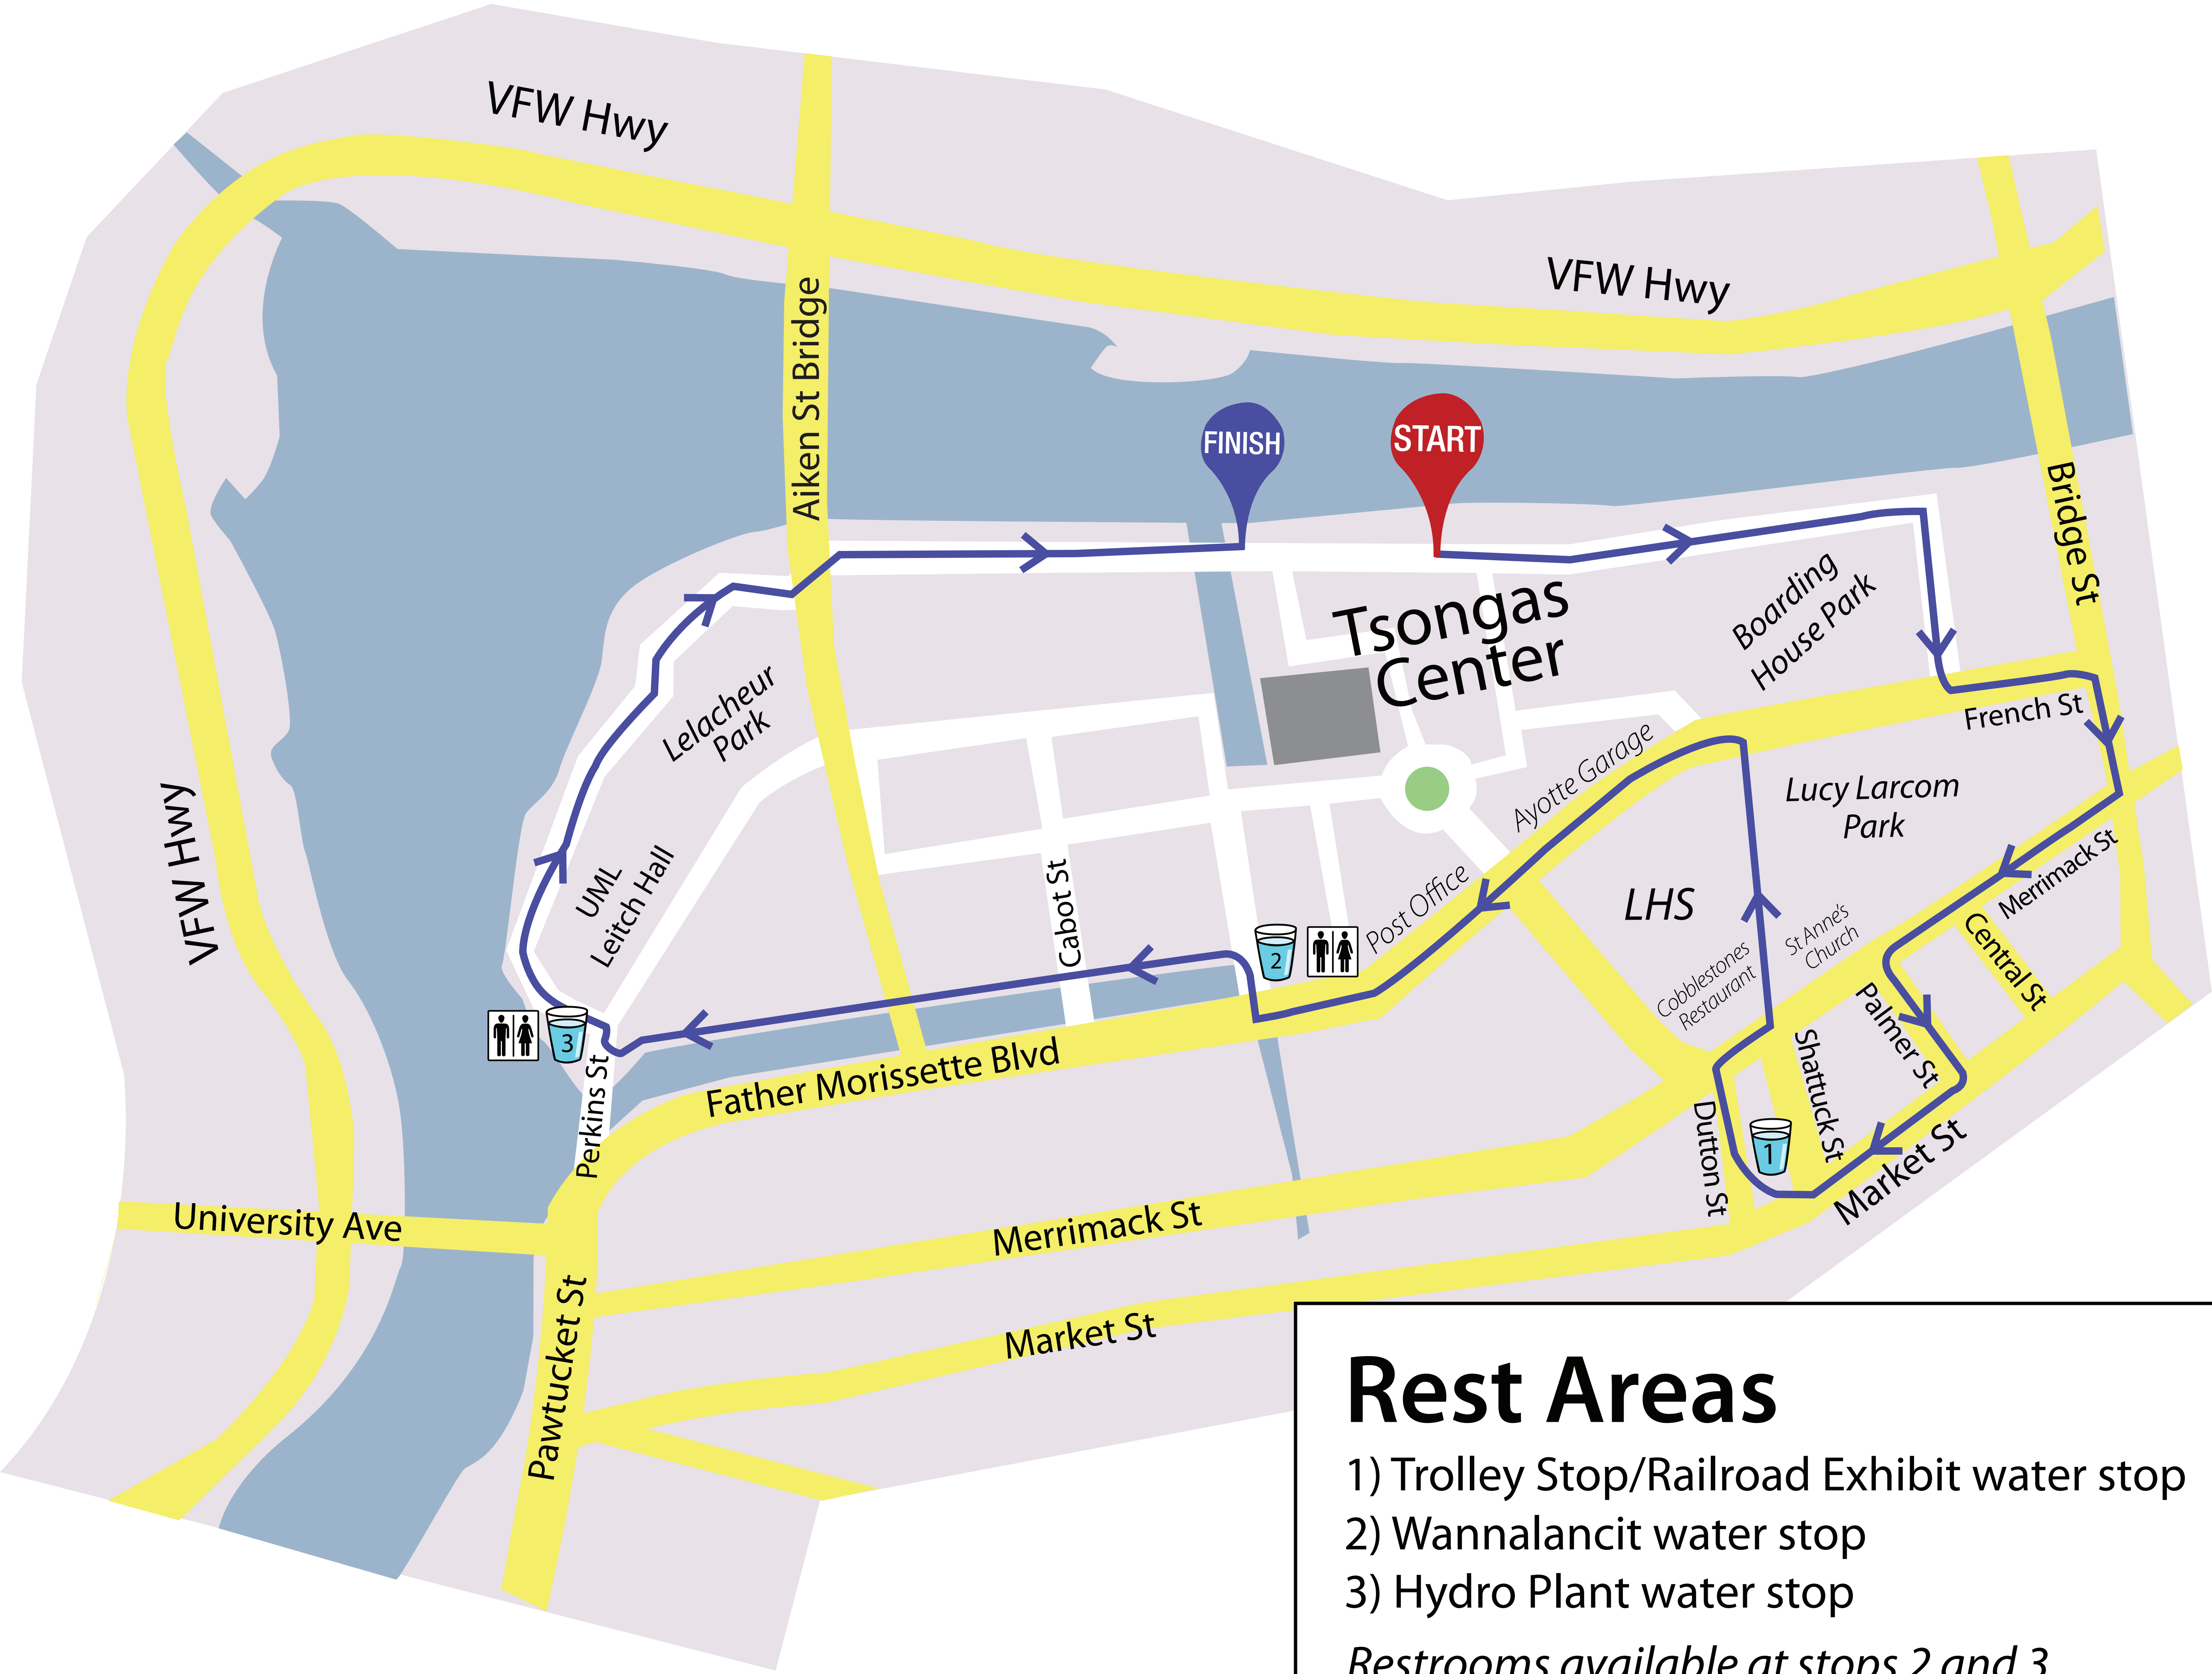 VFW Hwy
VFW Hwy
Aiken St Bridge
FINISH
START
Bridge St
Tsongas
Center
Boarding
House Park
Lelacheur
Park
French St
Ayotte Garage
Lucy Larcom
Park
VFW Hwy
UML
Leitch Hall
Cabot St
Post Office
LHS
Merrimack St
St Anne's
Church
Central St
Cobblestones
Restaurant
2
Palmer St
3
Father Morissette Blvd
Perkins St
Shattuck St
Dutton St
1
Market St
University Ave
Merrimack St
Pawtucket St
Market St
Rest Areas
1) Trolley Stop/Railroad Exhibit water stop
2) Wannalancit water stop
3) Hydro Plant water stop
Restrooms available at stops 2 and 3